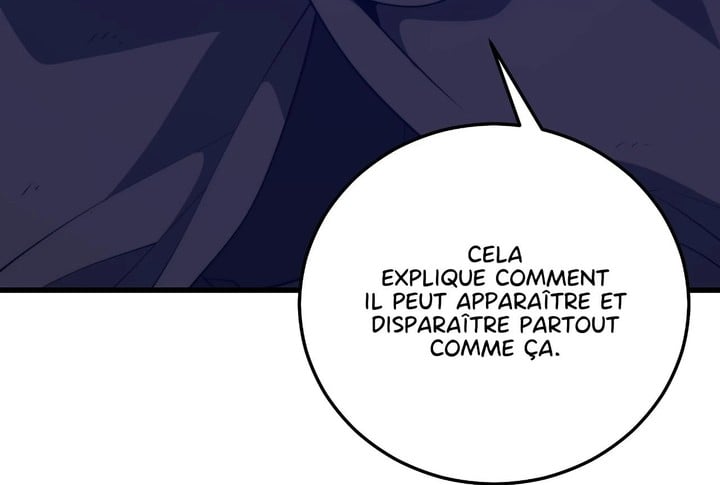 CELA
EXPLIQUE COMMENT
IL PEUT APPARAÎTRE ET
DISPARAÎTRE PARTOUT
COMME ÇA.